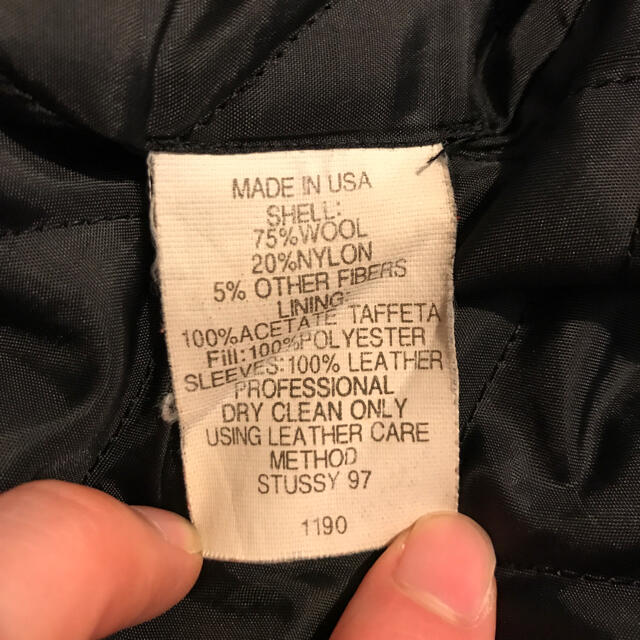 MADE IN USA
SHELL:
75%WOOL
20%NYLON
5% OTHER FIBERS
LINING:
100%ACETATE TAFFETA
Fill:100%POLYESTER
SLEEVES:100% LEATHER
PROFESSIONAL
DRY CLEAN ONLY
USING LEATHER CARE
METHOD
STUSSY 97
1190